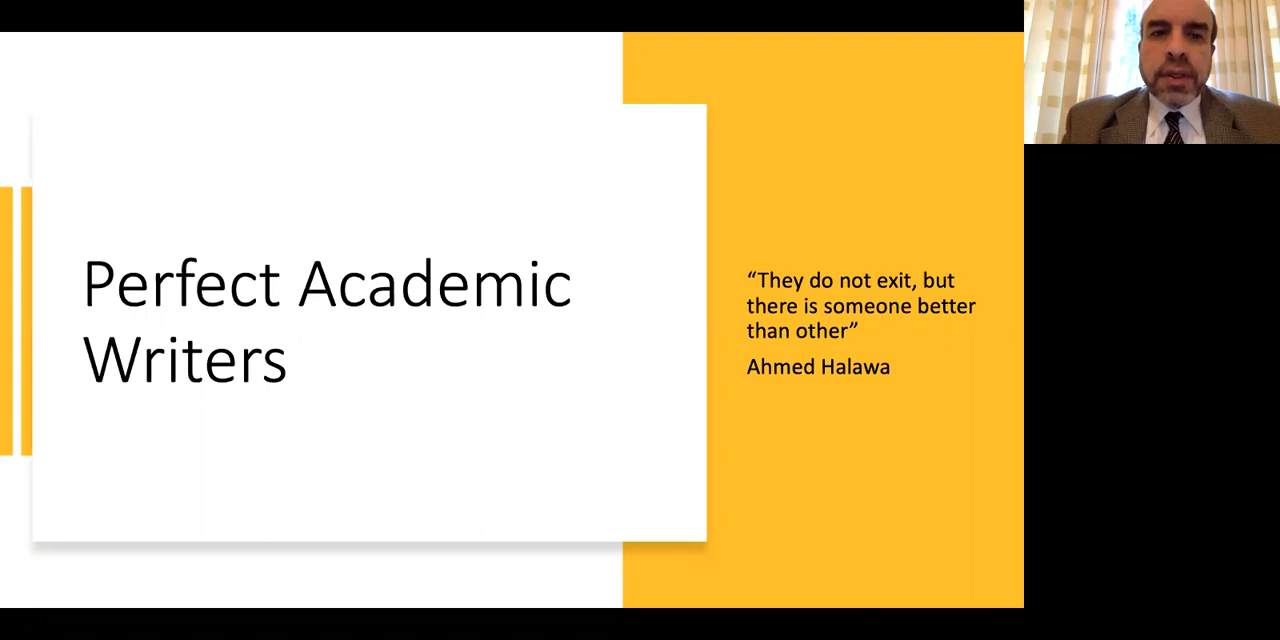 Perfect Academic
Writers
“They do not exit, but
there is someone better
than other”
Ahmed Halawa